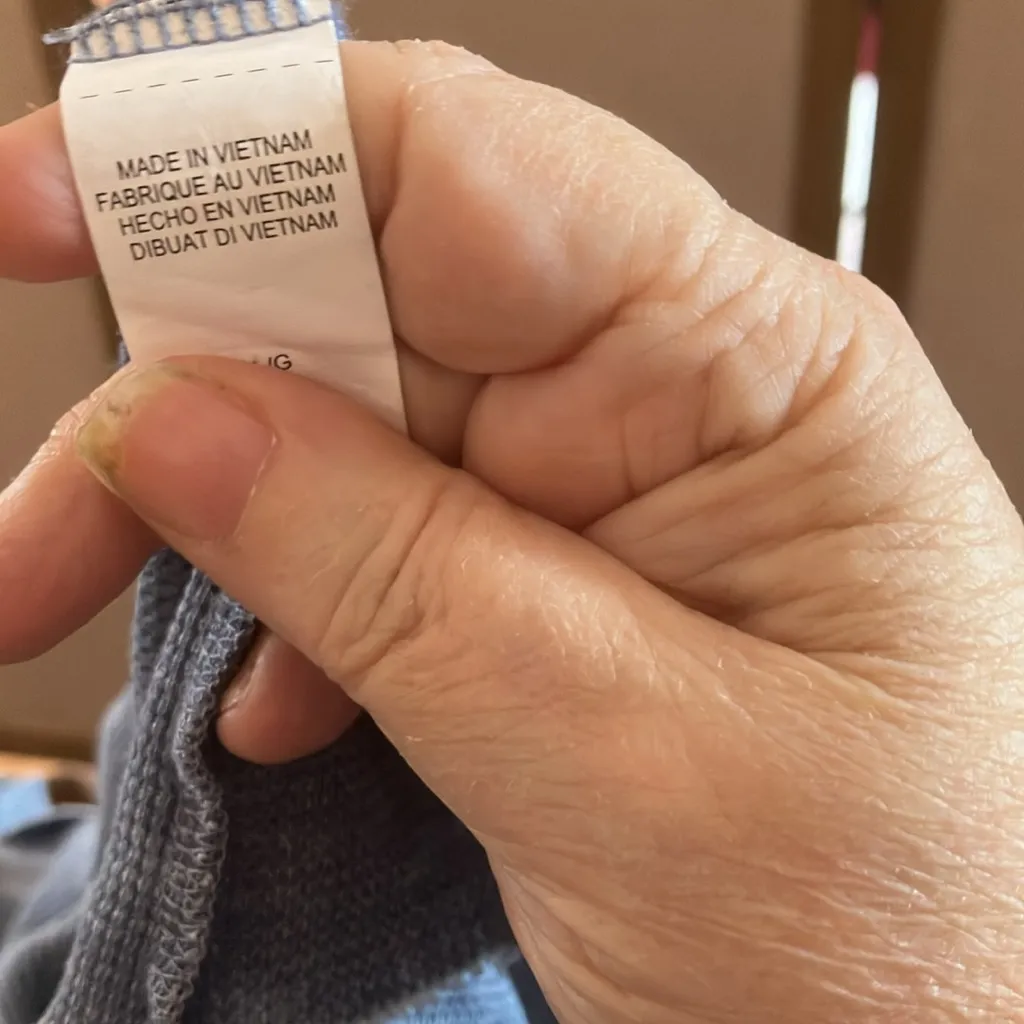 MADE IN VIETNAM
FABRIQUE AU VIETNAM
HECHO EN VIETNAM
DIBUAT DI VIETNAM